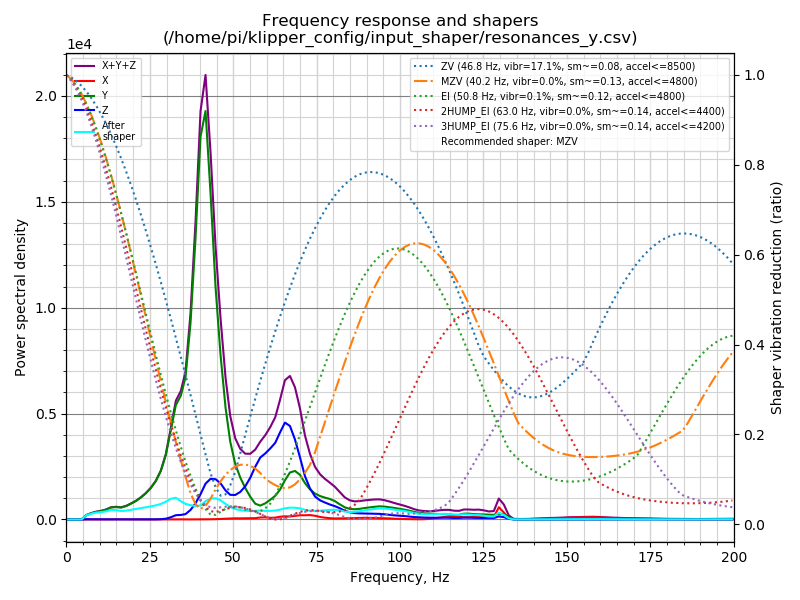 Frequency response and shapers
(/home/pi/klipper_config/input_shaper/resonances_y.csv)
1e4
X+Y+Z
X
Y
Z
After
shaper
ZV (46.8 Hz, vibr=17.1%, sm~=0.08, accel<=8500)
MZV (40.2 Hz, vibr=0.0%, sm~=0.13, accel<=4800)
EI (50.8 Hz, vibr=0.1%, sm~=0.12, accel<=4800)
2HUMP_EI (63.0 Hz, vibr=0.0%, sm~=0.14, accel<=4400)
3HUMP_EI (75.6 Hz, vibr=0.0%, sm~=0.14, accel<=4200)
Recommended shaper: MZV
Power spectral density
2.0
1.5
1.0
0.5
0.0
1.0
0.8
0.6
0.4
0.2
0.0
Shaper vibration reduction (ratio)
0 25 50 75 100 125 150 175 200
Frequency, Hz